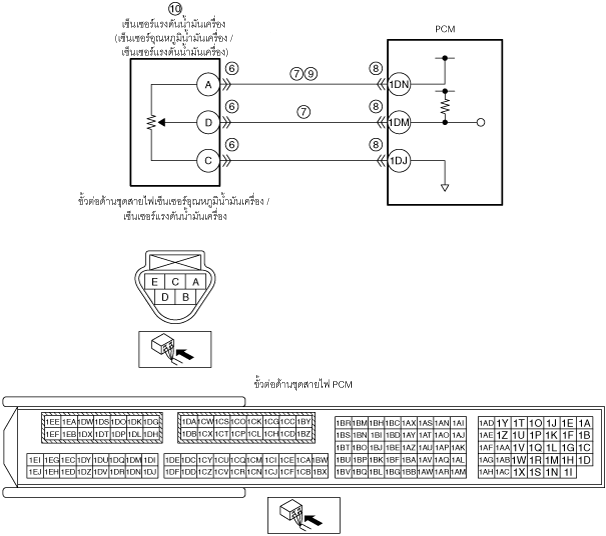 ⑩
เซ็นเซอร์แรงดันน้ำมันเครื่อง
(เซ็นเซอร์อุณหภูมิน้ำมันเครื่อง /
เซ็นเซอร์แรงดันน้ำมันเครื่อง)
PCM
A ⑥ ⑦⑨ ⑧ 1DN
D ⑥ ⑦ ⑧ 1DM
C ⑥ ⑧ 1DJ
ขั้วต่อด้านชุดสายไฟเซ็นเซอร์อุณหภูมิน้ำมันเครื่อง /
เซ็นเซอร์แรงดันน้ำมันเครื่อง
E C A
D B
ขั้วต่อด้านชุดสายไฟ PCM
1EE 1EA 1DW 1DS 1DO 1DK 1DG 1DA 1CW 1CS 1CO 1CK 1CG 1CC 1BY 1BR 1BM 1BH 1BC 1AX 1AS 1AN 1AI 1AD 1Y 1T 1O 1J 1E 1A
1EF 1EB 1DX 1DT 1DP 1DL 1DH 1DB 1CX 1CT 1CP 1CL 1CH 1CD 1BZ 1BS 1BN 1BI 1BD 1AY 1AT 1AO 1AJ 1AE 1Z 1U 1P 1K 1F 1B
1BT 1BO 1BJ 1BE 1AZ 1AU 1AP 1AK 1AF 1AA 1V 1Q 1L 1G 1C
1EI 1EG 1EC 1DY 1DU 1DQ 1DM 1DI 1DE 1DC 1CY 1CU 1CQ 1CM 1CI 1CE 1CA 1BW 1BU 1BP 1BK 1BF 1BA 1AV 1AQ 1AL 1AG 1AB 1W 1R 1M 1H 1D
1EJ 1EH 1ED 1DZ 1DV 1DR 1DN 1DJ 1DF 1DD 1CZ 1CV 1CR 1CN 1CJ 1CF 1CB 1BX 1BV 1BQ 1BL 1BG 1BB 1AW 1AR 1AM 1AH 1AC 1X 1S 1N 1I